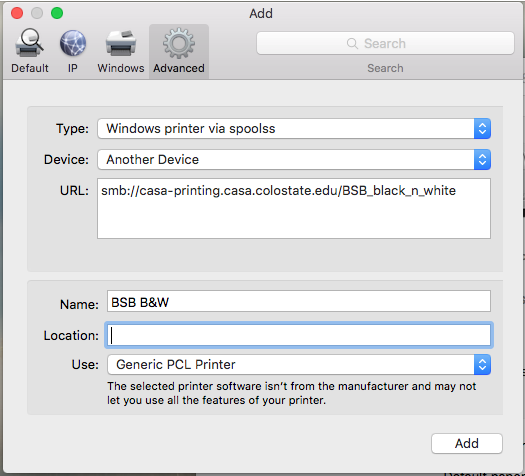 Add
Default
IP
Windows
Advanced
Search
Search
Type: Windows printer via spoolss
Device: Another Device
URL: smb://casa-printing.casa.colostate.edu/BSB_black_n_white
Name: BSB B&W
Location:
Use: Generic PCL Printer
The selected printer software isn't from the manufacturer and may not
let you use all the features of your printer.
Add